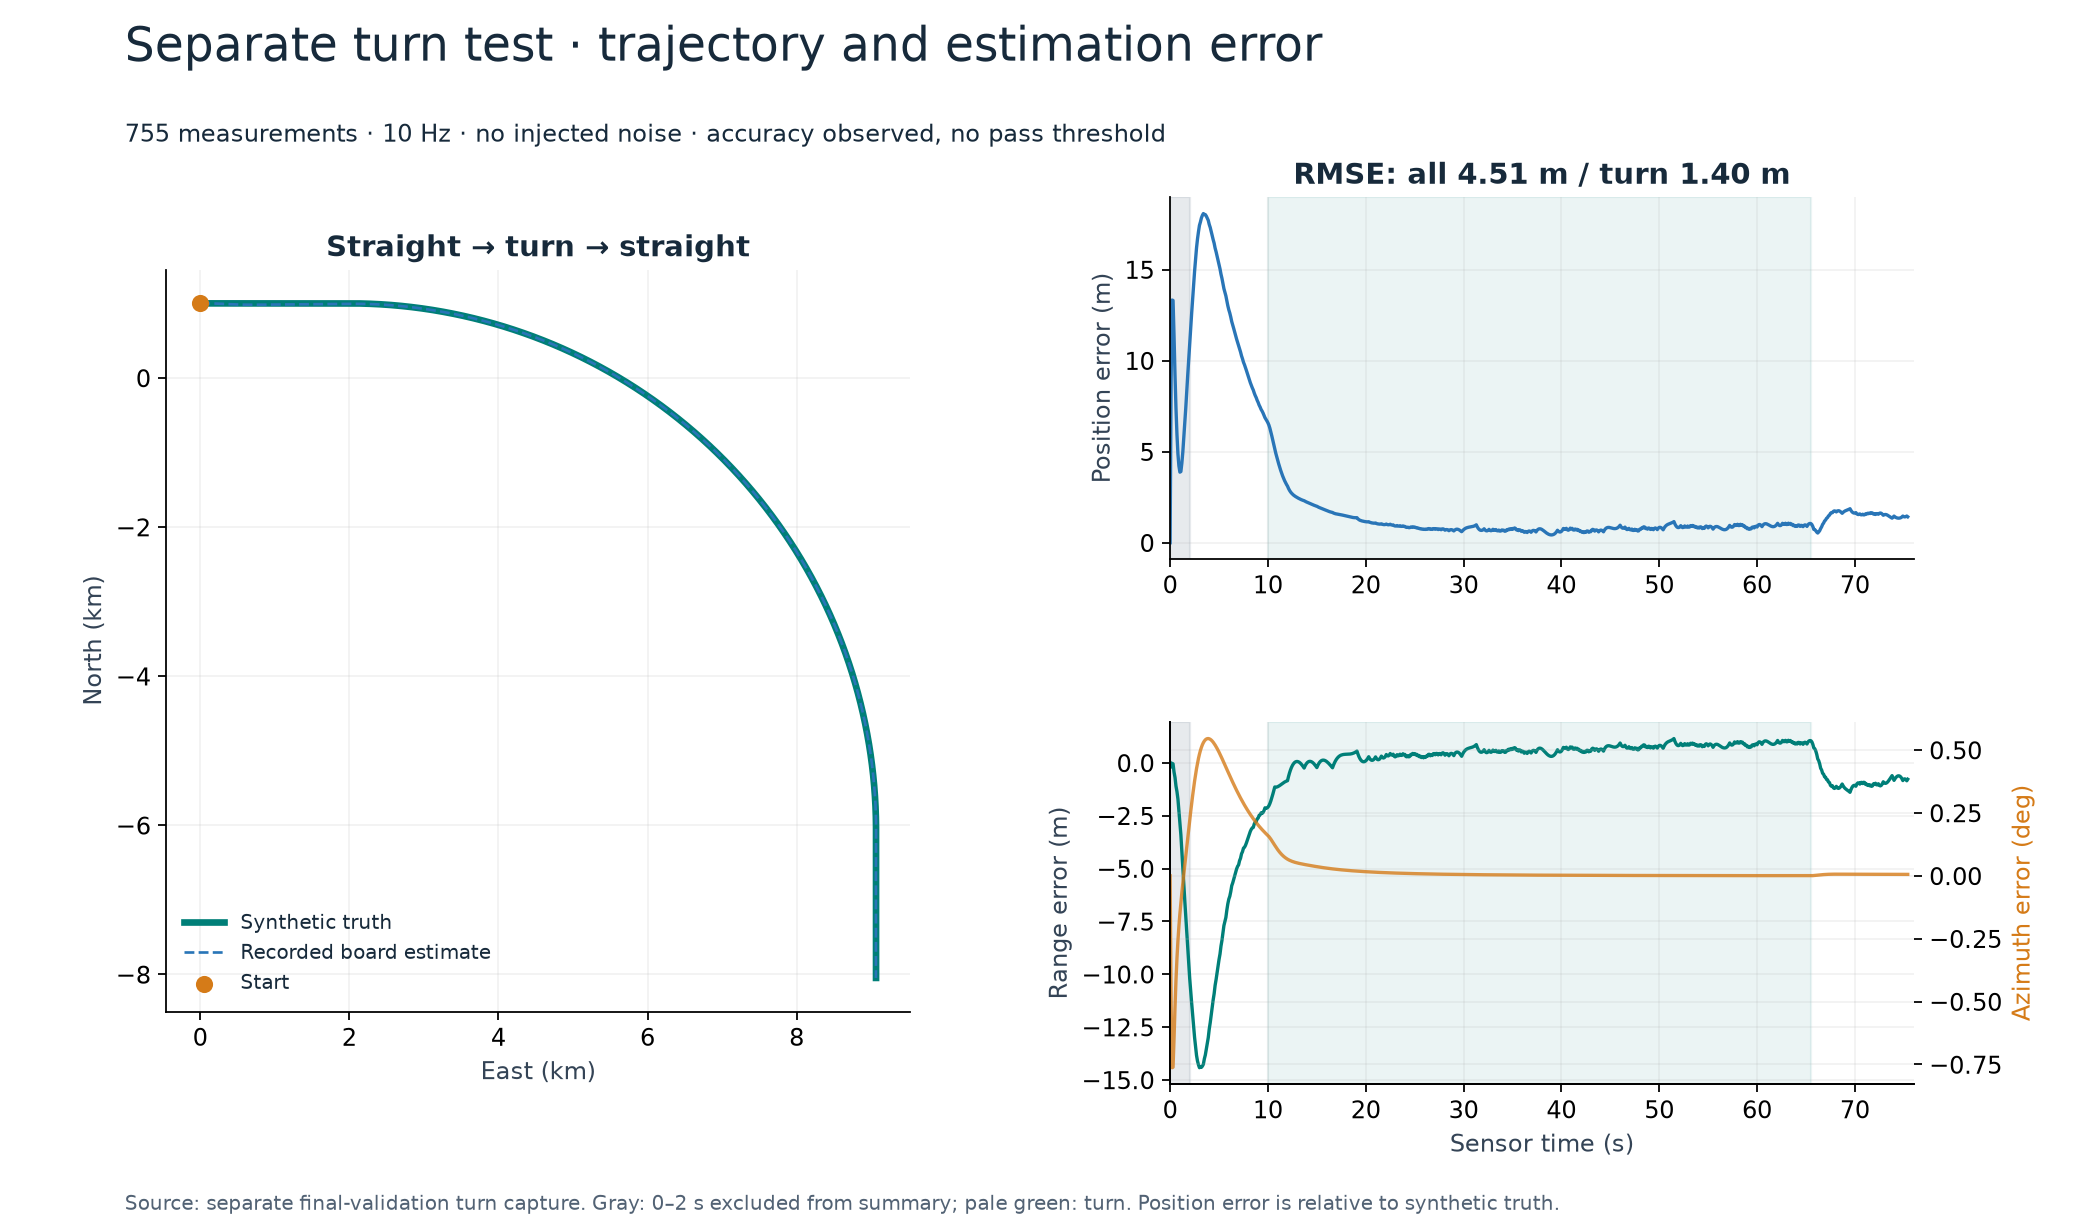 Separate turn test · trajectory and estimation error
755 measurements · 10 Hz · no injected noise · accuracy observed, no pass threshold
Straight → turn → straight
North (km)
0
−2
−4
−6
−8
Synthetic truth
Recorded board estimate
Start
0 2 4 6 8
East (km)
RMSE: all 4.51 m / turn 1.40 m
Position error (m)
15
10
5
0
0 10 20 30 40 50 60 70
Range error (m)
0.0
−2.5
−5.0
−7.5
−10.0
−12.5
−15.0
0.50
0.25
0.00
−0.25
−0.50
−0.75
Azimuth error (deg)
0 10 20 30 40 50 60 70
Sensor time (s)
Source: separate final-validation turn capture. Gray: 0–2 s excluded from summary; pale green: turn. Position error is relative to synthetic truth.